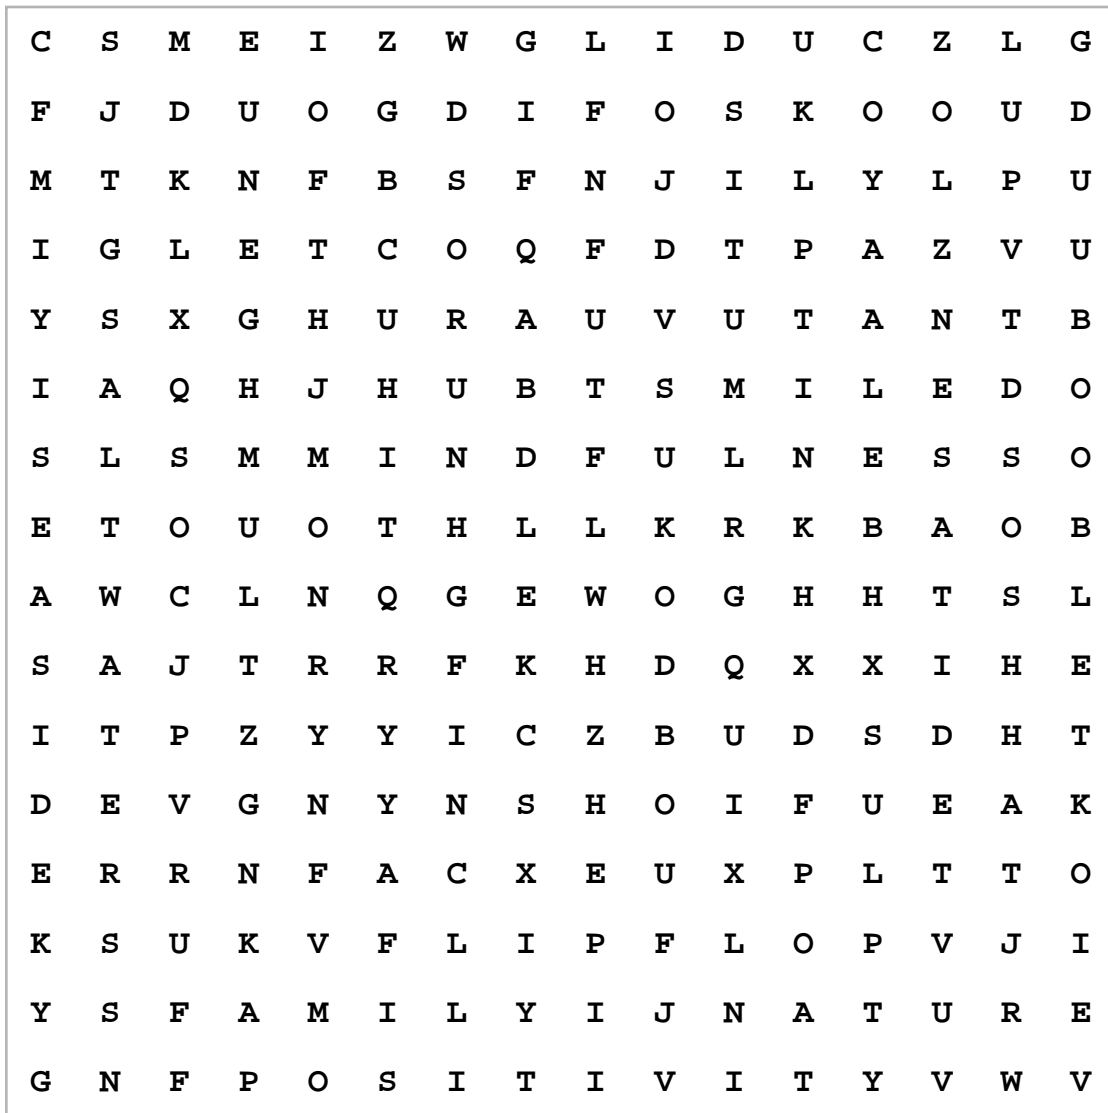 C S M E I Z W G L I D U C Z L G
F J D U O G D I F O S K O O U D
M T K N F B S F N J I L Y L P U
I G L E T C O Q F D T P A Z V U
Y S X G H U R A U V U T A N T B
I A Q H J H U B T S M I L E D O
S L S M M I N D F U L N E S S O
E T O U O T H L L K R K B A O B
A W C L N Q G E W O G H H T S L
S A J T R R F K H D Q X X I H E
I T P Z Y Y I C Z B U D S D H T
D E V G N Y N S H O I F U E A K
E R R N F A C X E U X P L T T O
K S U K V F L I P F L O P V J I
Y S F A M I L Y I J N A T U R E
G N F P O S I T I V I T Y V W V